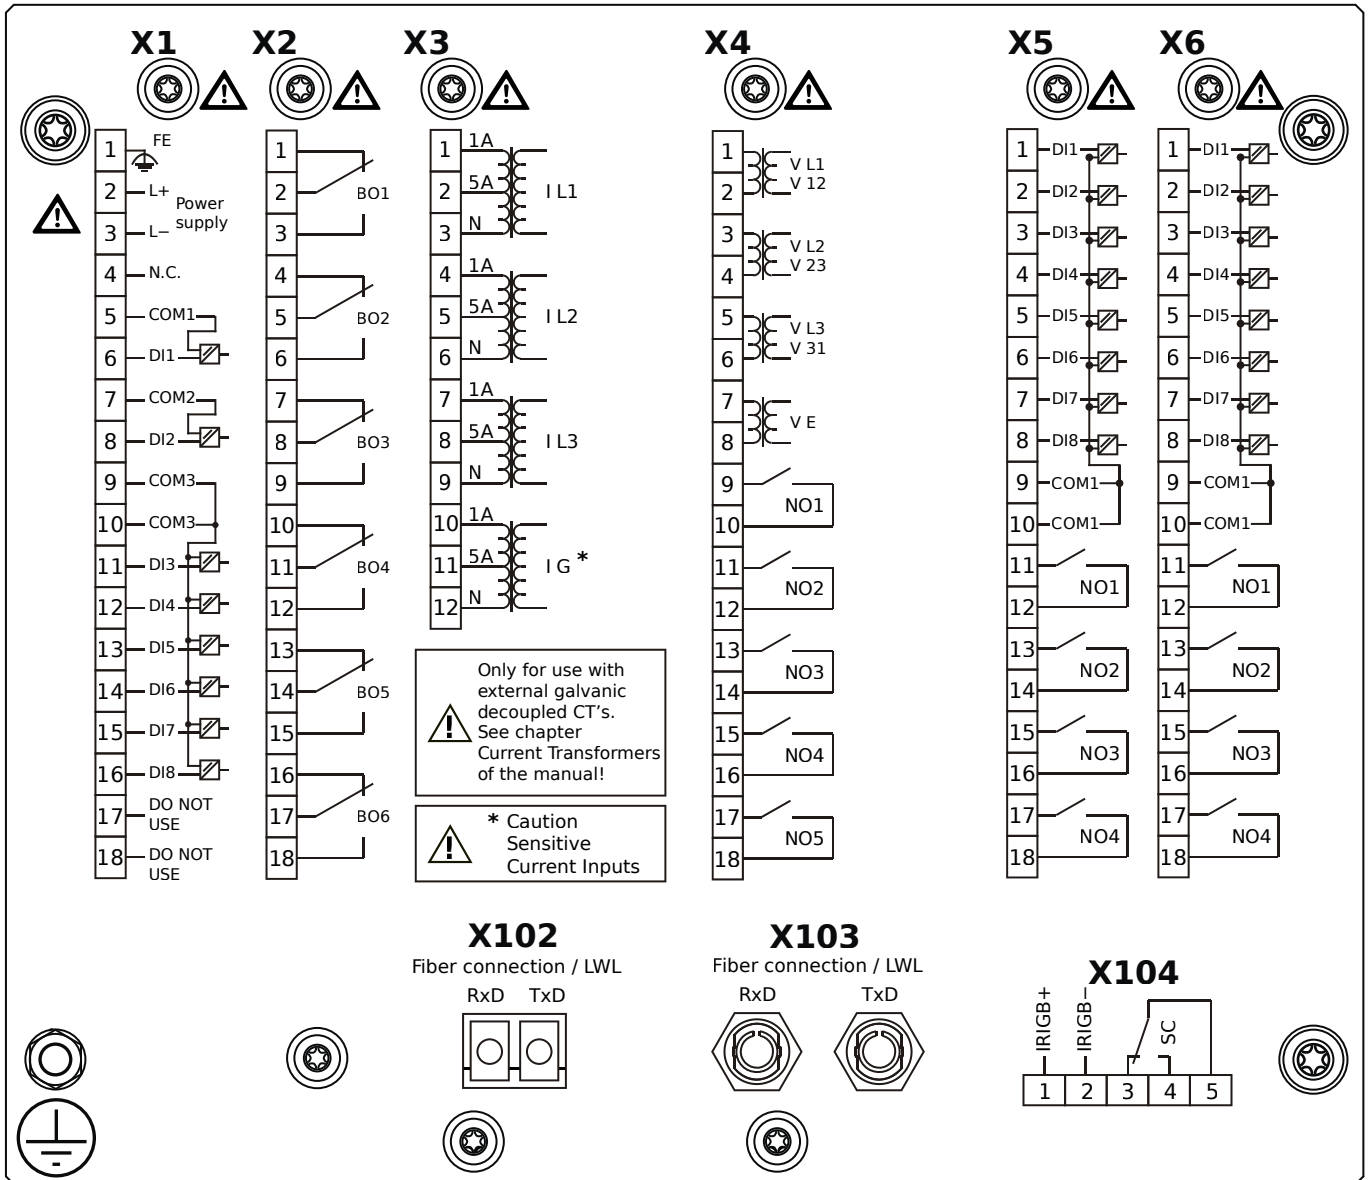 X1 X2 X3 X4 X5 X6
1 FE
2 L+
Power
supply
3 L−
4 N.C.
5 COM1
6 DI1
7 COM2
8 DI2
9 COM3
10 COM3
11 DI3
12 DI4
13 DI5
14 DI6
15 DI7
16 DI8
17 DO NOT
USE
18 DO NOT
USE
1
2 BO1
3
4
5 BO2
6
7
8 BO3
9
10
11 BO4
12
13
14 BO5
15
16
17 BO6
18
1 1A
2 5A I L1
3 N
4 1A
5 5A I L2
6 N
7 1A
8 5A I L3
9 N
10 1A
11 5A I G *
12 N
Only for use with
external galvanic
decoupled CT's.
See chapter
Current Transformers
of the manual!
* Caution
Sensitive
Current Inputs
1 V L1
2 V 12
3 V L2
4 V 23
5 V L3
6 V 31
7 V E
8
9
NO1
10
11
NO2
12
13
NO3
14
15
NO4
16
17
NO5
18
1 DI1
2 DI2
3 DI3
4 DI4
5 DI5
6 DI6
7 DI7
8 DI8
9 COM1
10 COM1
11
NO1
12
13
NO2
14
15
NO3
16
17
NO4
18
1 DI1
2 DI2
3 DI3
4 DI4
5 DI5
6 DI6
7 DI7
8 DI8
9 COM1
10 COM1
11
NO1
12
13
NO2
14
15
NO3
16
17
NO4
18
X102
Fiber connection / LWL
RxD TxD
X103
Fiber connection / LWL
RxD TxD
X104
IRIGB+ IRIGB− SC
1 2 3 4 5